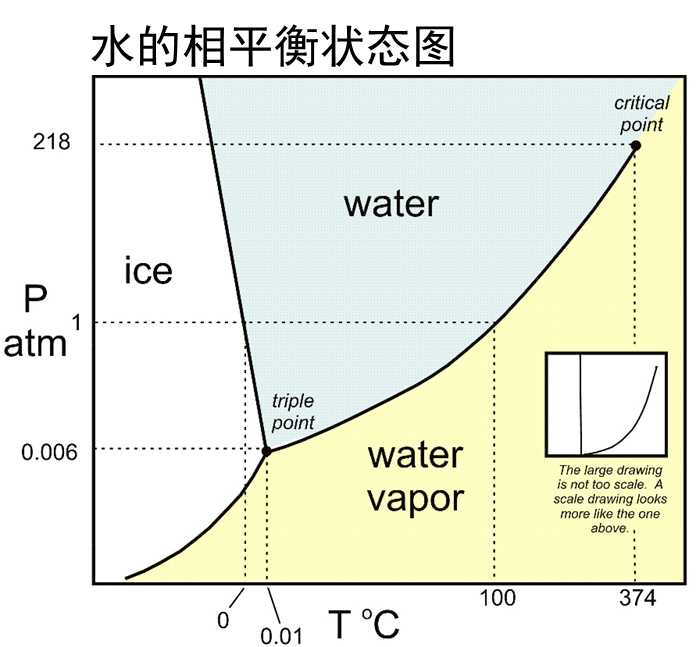 水的相平衡状态图
critical
point
218
water
ice
P
atm
1
triple
point
0.006
water
vapor
The large drawing
is not too scale. A
scale drawing looks
more like the one
above.
0
0.01
T °C
100
374